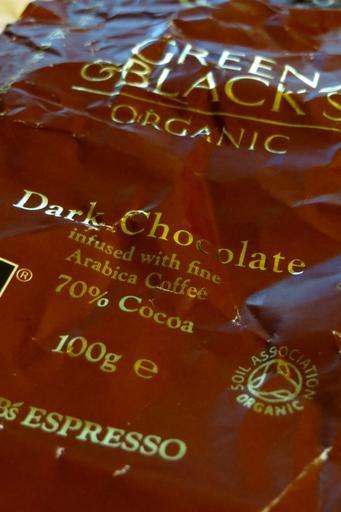 GREEN
&BLACK'S
ORGANIC
Dark Chocolate
infused with fine
Arabica Coffee
70% Cocoa
®
100g e
SOIL ASSOCIATION
ORGANIC
ESPRESSO